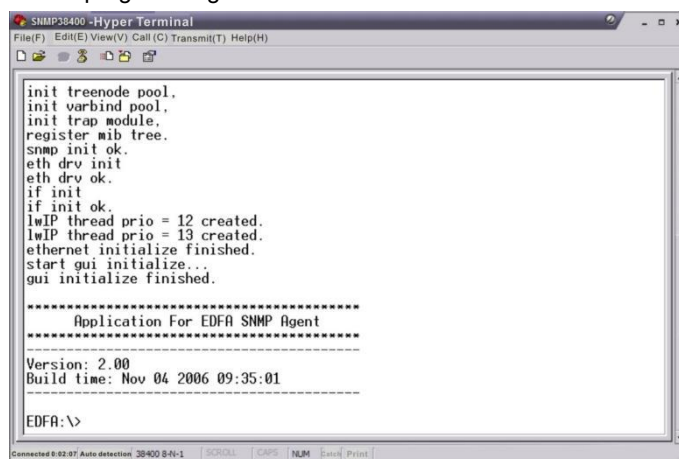 SNMP38400 -Hyper Terminal
File(F) Edit(E) View(V) Call (C) Transmit(T) Help(H)
init treenode pool,
init varbind pool,
init trap module,
register mib tree.
snmp init ok.
eth drv init
eth drv ok.
if init
if init ok.
lwIP thread prio = 12 created.
lwIP thread prio = 13 created.
ethernet initialize finished.
start gui initialize...
gui initialize finished.
******************************************
Application For EDFA SNMP Agent
******************************************
------------------------------------------
Version: 2.00
Build time: Nov 04 2006 09:35:01
------------------------------------------
EDFA:\>
Connected 0:02:07 Auto detection 38400 8-N-1 SCROLL CAPS NUM Print